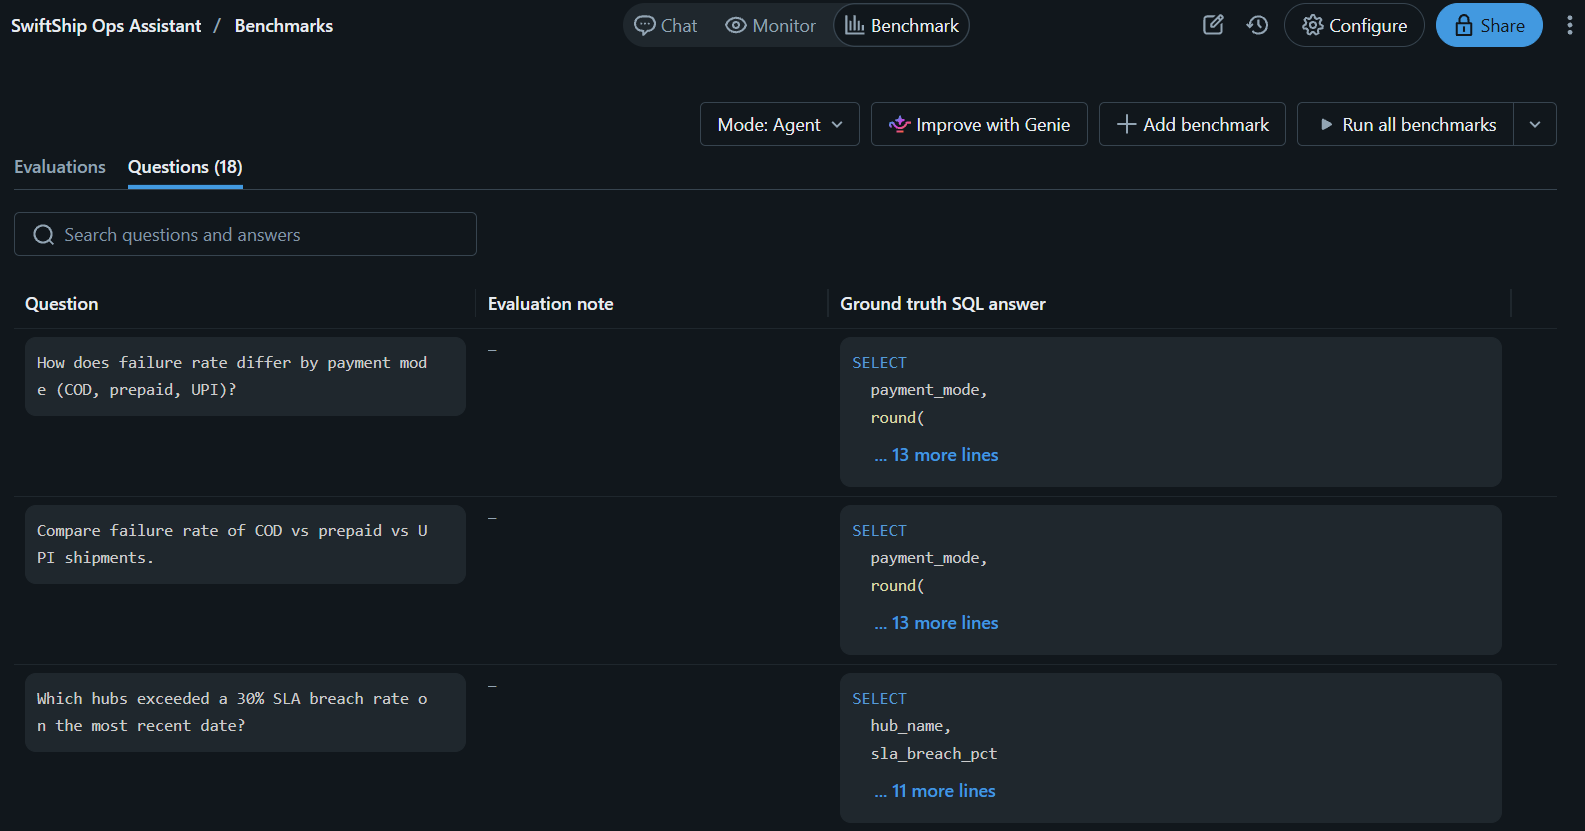 SwiftShip Ops Assistant / Benchmarks
Chat
Monitor
Benchmark
Configure
Share
Mode: Agent
Improve with Genie
Add benchmark
Run all benchmarks
Evaluations
Questions (18)
Search questions and answers
Question
Evaluation note
Ground truth SQL answer
How does failure rate differ by payment mod
e (COD, prepaid, UPI)?
–
SELECT
payment_mode,
round(
... 13 more lines
Compare failure rate of COD vs prepaid vs U
PI shipments.
–
SELECT
payment_mode,
round(
... 13 more lines
Which hubs exceeded a 30% SLA breach rate o
n the most recent date?
–
SELECT
hub_name,
sla_breach_pct
... 11 more lines